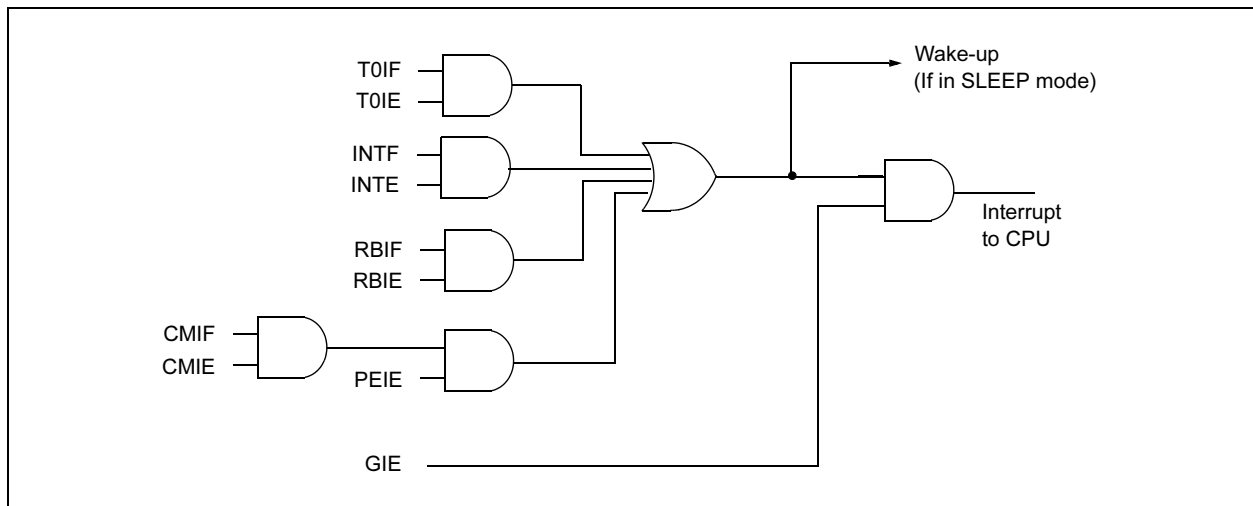 T0IF
T0IE
INTF
INTE
RBIF
RBIE
CMIF
CMIE
PEIE
GIE
Wake-up
(If in SLEEP mode)
Interrupt
to CPU